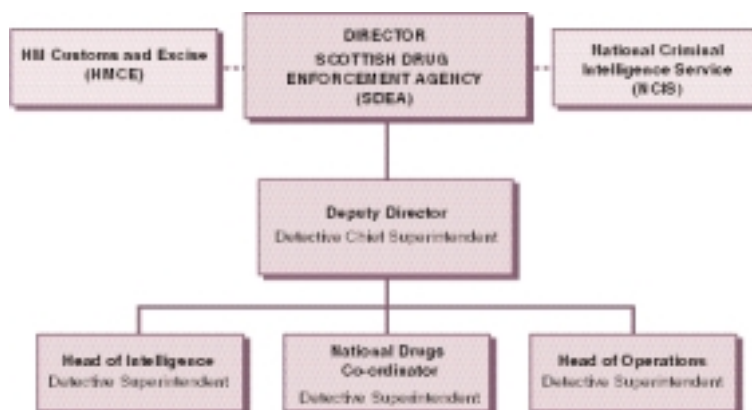 HM Customs and Excise
(HMCE)
DIRECTOR
SCOTTISH DRUG
ENFORCEMENT AGENCY
(SDEA)
National Criminal
Intelligence Service
(NCIS)
Deputy Director
Detective Chief Superintendent
Head of Intelligence
Detective Superintendent
National Drugs
Co-ordinator
Detective Superintendent
Head of Operations
Detective Superintendent